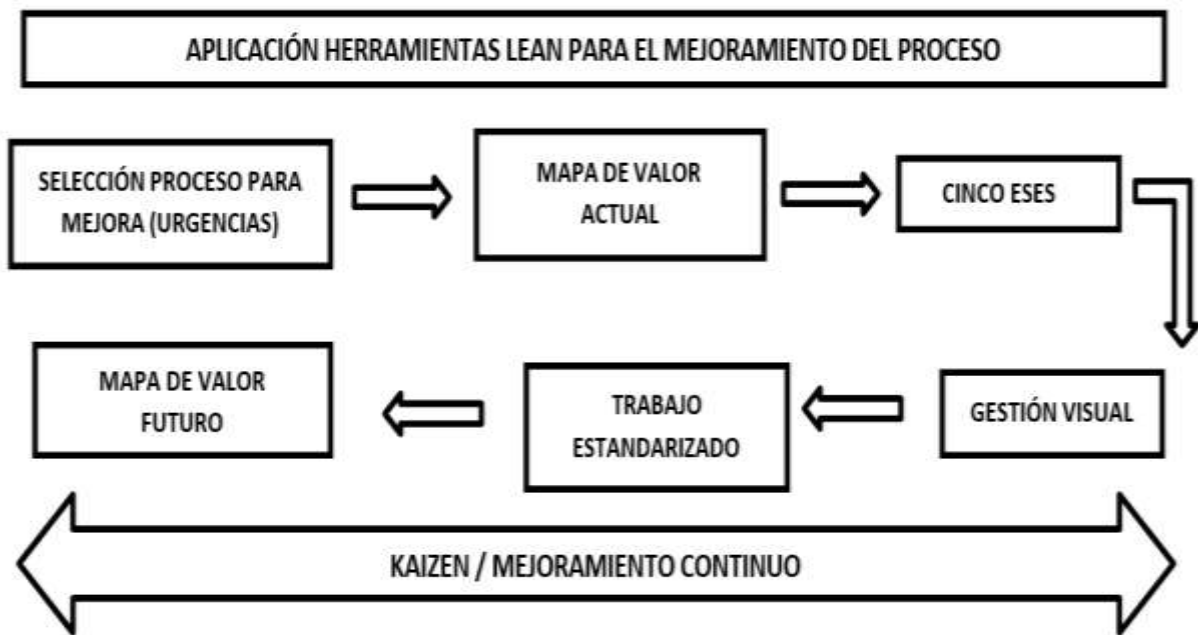 APLICACIÓN HERRAMIENTAS LEAN PARA EL MEJORAMIENTO DEL PROCESO
SELECCIÓN PROCESO PARA
MEJORA (URGENCIAS)
MAPA DE VALOR
ACTUAL
CINCO ESES
GESTIÓN VISUAL
TRABAJO
ESTANDARIZADO
MAPA DE VALOR
FUTURO
KAIZEN / MEJORAMIENTO CONTINUO